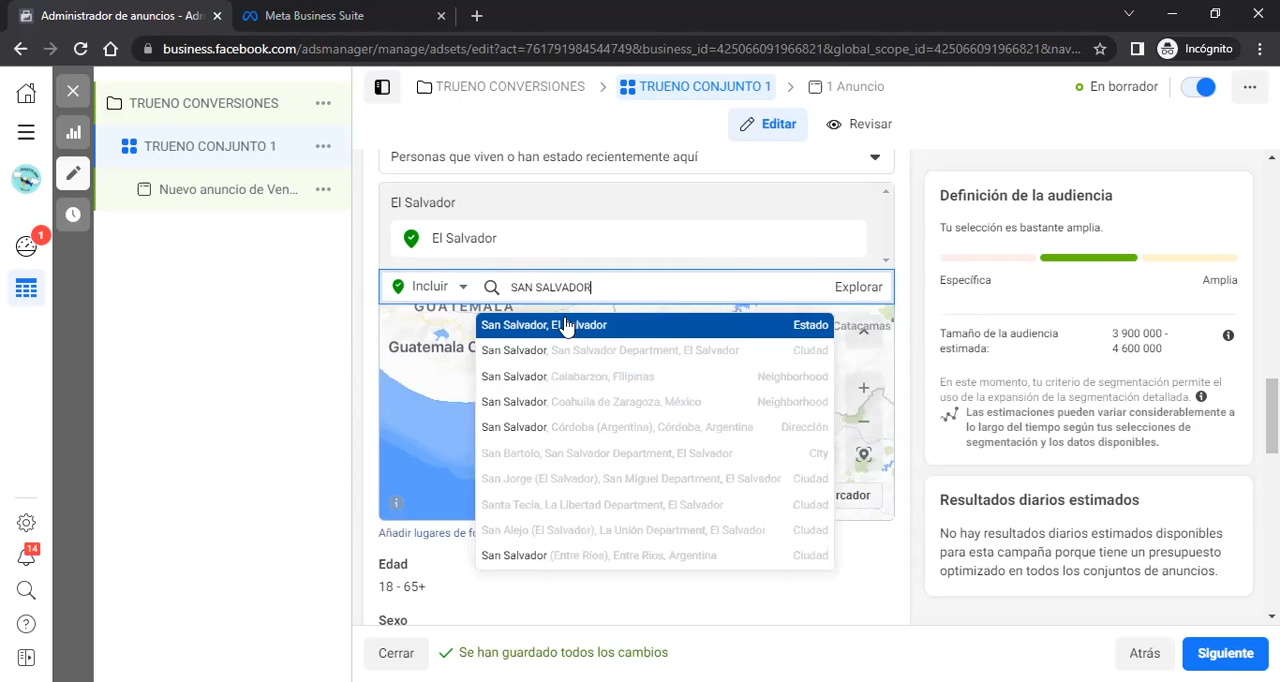 Administrador de anuncios - Adn
Meta Business Suite
business.facebook.com/adsmanager/manage/adsets/edit?act=761791984544749&business_id=425066091966821&global_scope_id=425066091966821&nav...
Incógnito
TRUENO CONVERSIONES
TRUENO CONJUNTO 1
Nuevo anuncio de Ven...
TRUENO CONVERSIONES
TRUENO CONJUNTO 1
1 Anuncio
En borrador
Editar
Revisar
Personas que viven o han estado recientemente aquí
El Salvador
El Salvador
Incluir
SAN SALVADOR
Explorar
GUATEMALA
Guatemala C
Catacamas
San Salvador, El Salvador Estado
San Salvador, San Salvador Department, El Salvador Ciudad
San Salvador, Calabarzon, Filipinas Neighborhood
San Salvador, Coahuila de Zaragoza, México Neighborhood
San Salvador, Córdoba (Argentina), Córdoba, Argentina Dirección
San Bartolo, San Salvador Department, El Salvador City
San Jorge (El Salvador), San Miguel Department, El Salvador Ciudad
rcador
Santa Tecla, La Libertad Department, El Salvador Ciudad
San Alejo (El Salvador), La Unión Department, El Salvador Ciudad
San Salvador (Entre Ríos), Entre Rios, Argentina Ciudad
Añadir lugares de fo
Edad
18 - 65+
Sexo
Definición de la audiencia
Tu selección es bastante amplia.
Específica
Amplia
Tamaño de la audiencia estimada:
3 900 000 -
4 600 000
En este momento, tu criterio de segmentación permite el
uso de la expansión de la segmentación detallada.
Las estimaciones pueden variar considerablemente a
lo largo del tiempo según tus selecciones de
segmentación y los datos disponibles.
Resultados diarios estimados
No hay resultados diarios estimados disponibles
para esta campaña porque tiene un presupuesto
optimizado en todos los conjuntos de anuncios.
1
14
Cerrar
Se han guardado todos los cambios
Atrás
Siguiente